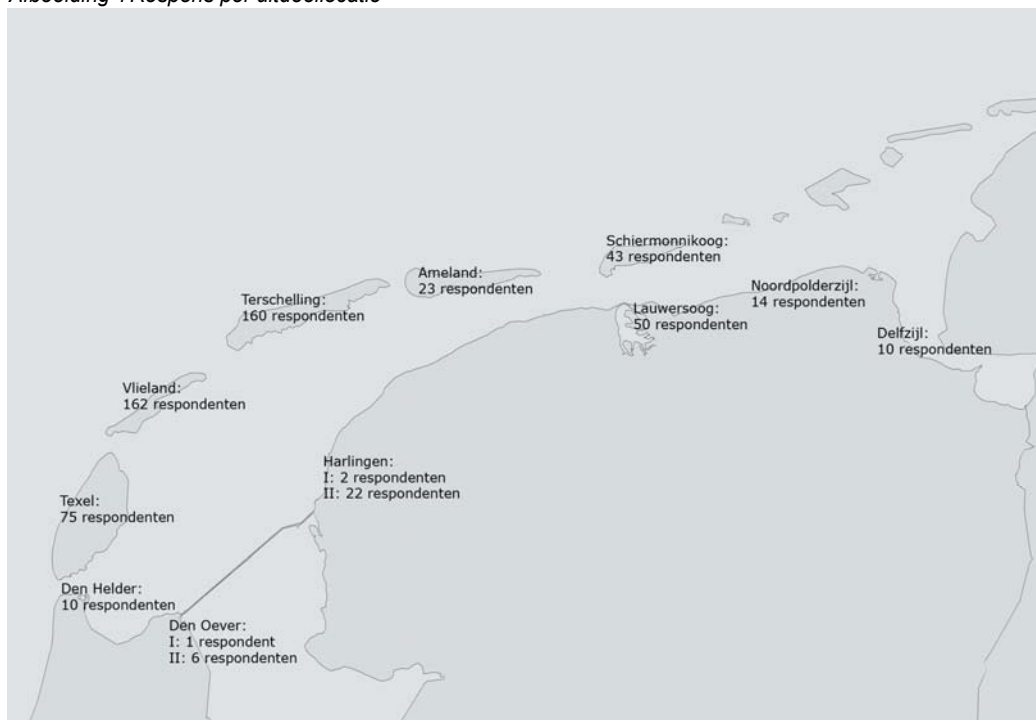 Schiermonnikoog:
43 respondenten
Ameland:
23 respondenten
Noordpolderzijl:
14 respondenten
Terschelling:
160 respondenten
Lauwersoog:
50 respondenten
Delfzijl:
10 respondenten
Vlieland:
162 respondenten
Harlingen:
I: 2 respondenten
II: 22 respondenten
Texel:
75 respondenten
Den Helder:
10 respondenten
Den Oever:
I: 1 respondent
II: 6 respondenten